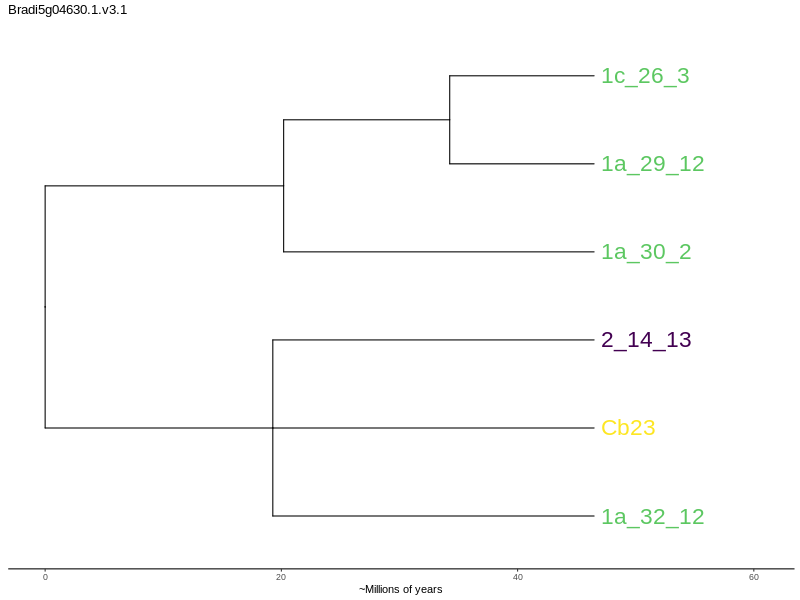 Bradi5g04630.1.v3.1
1c_26_3
1a_29_12
1a_30_2
2_14_13
Cb23
1a_32_12
0 20 40 60
~Millions of years